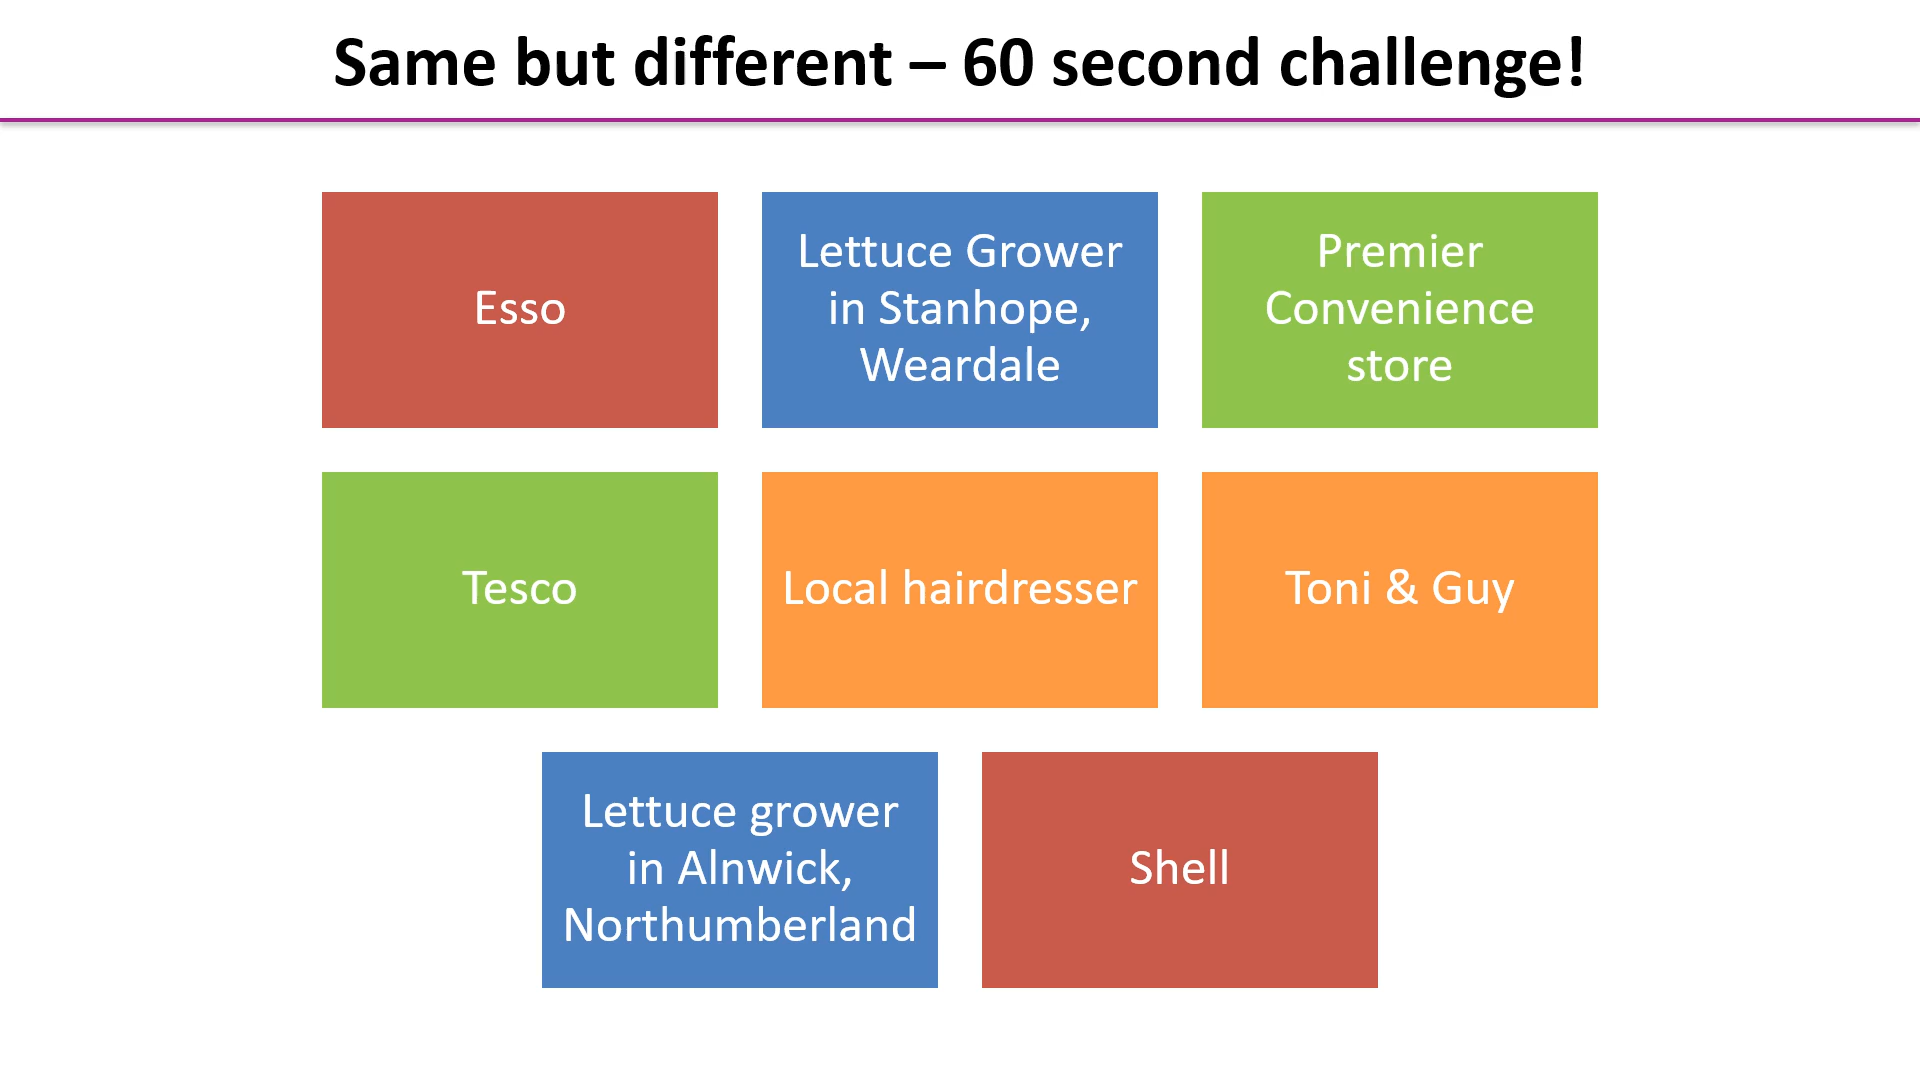 Same but different – 60 second challenge!
Esso
Lettuce Grower
in Stanhope,
Weardale
Premier
Convenience
store
Tesco
Local hairdresser
Toni & Guy
Lettuce grower
in Alnwick,
Northumberland
Shell